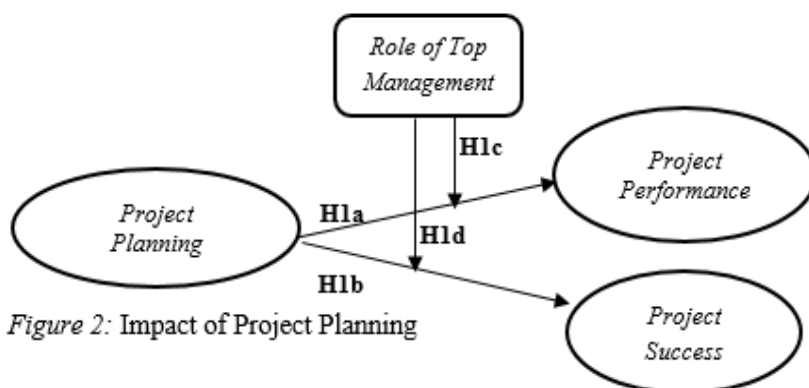 Role of Top
Management
H1c
Project
Performance
H1a
Project
Planning
H1d
H1b
Figure 2: Impact of Project Planning
Project
Success